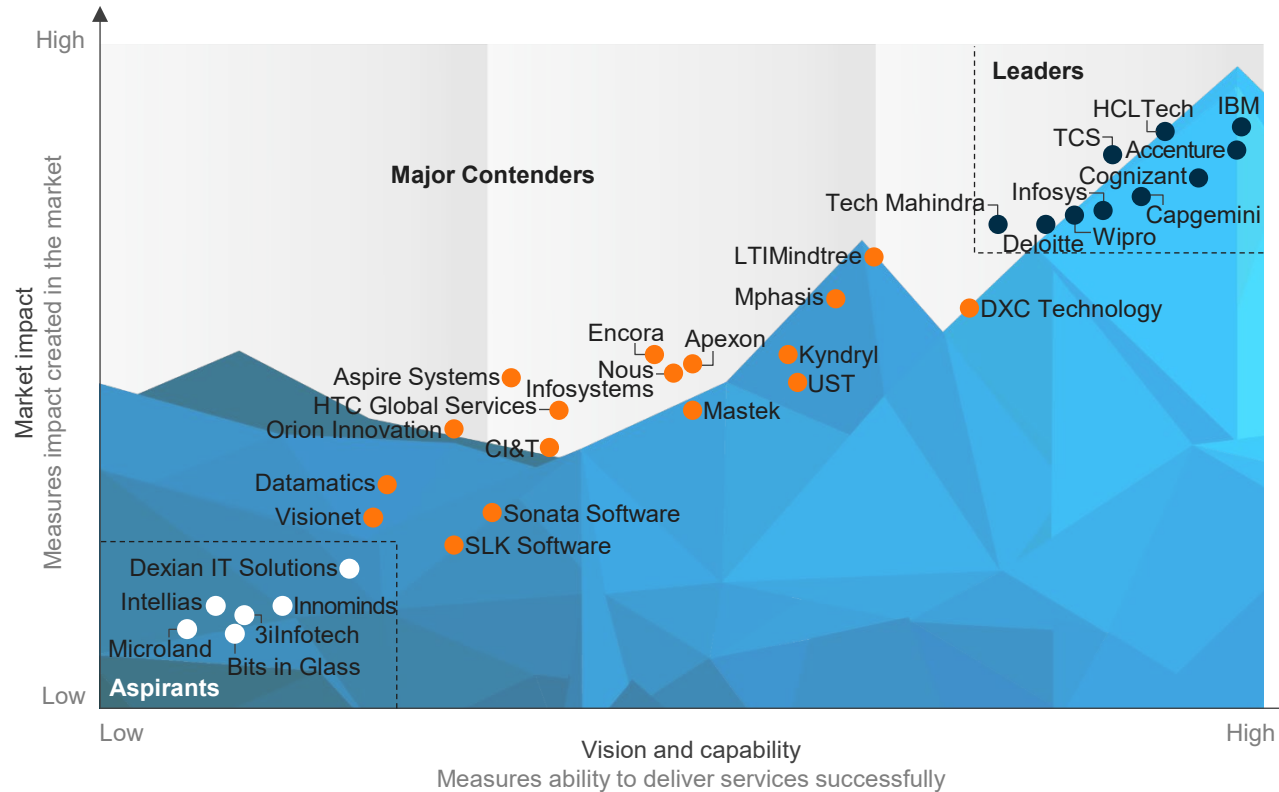 High
Leaders
IBM
HCLTech
TCS
Accenture
Major Contenders
Cognizant
Infosys
Tech Mahindra
Capgemini
Wipro
Deloitte
LTIMindtree
Mphasis
DXC Technology
Encora
Apexon
Kyndryl
Nous
Infosystems
Aspire Systems
UST
HTC Global Services
Mastek
Orion Innovation
CI&T
Datamatics
Visionet
Sonata Software
SLK Software
Dexian IT Solutions
Intellias
Innominds
3iInfotech
Microland
Bits in Glass
Aspirants
Market impact
Measures impact created in the market
Low
Low
High
Vision and capability
Measures ability to deliver services successfully